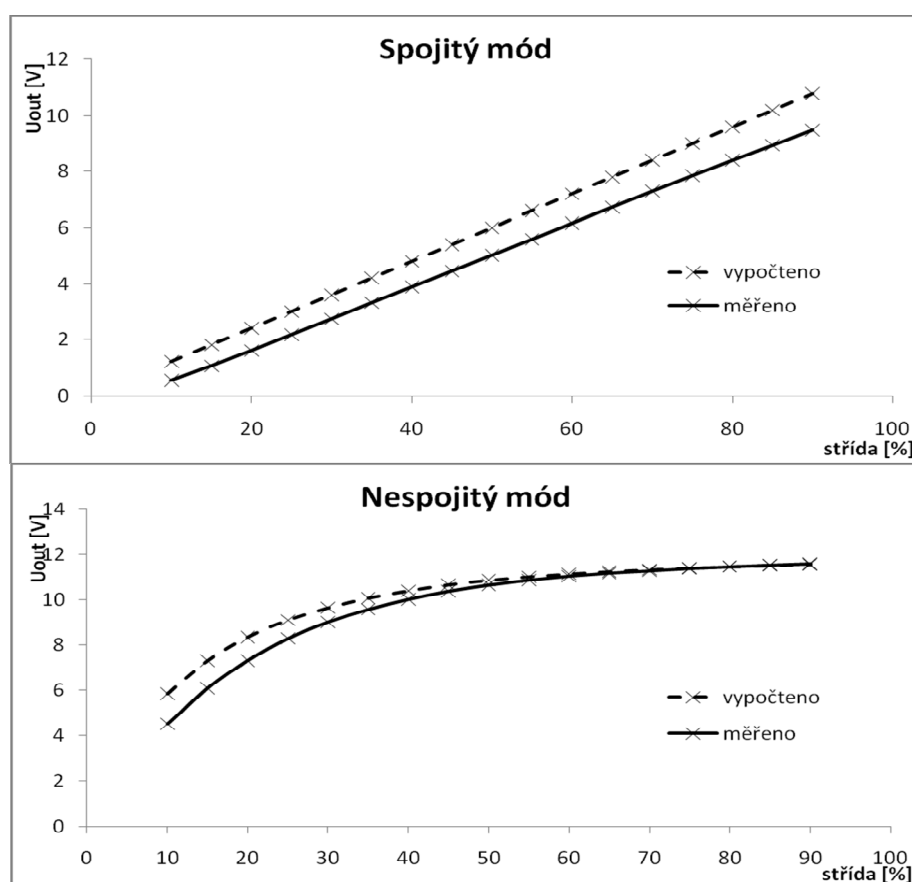 Spojitý mód
Uout [V]
12
10
8
6
4
2
0
vypočteno
měřeno
0 20 40 60 80 100
střída [%]
Nespojitý mód
Uout [V]
14
12
10
8
6
4
2
0
vypočteno
měřeno
0 10 20 30 40 50 60 70 80 90 100
střída [%]